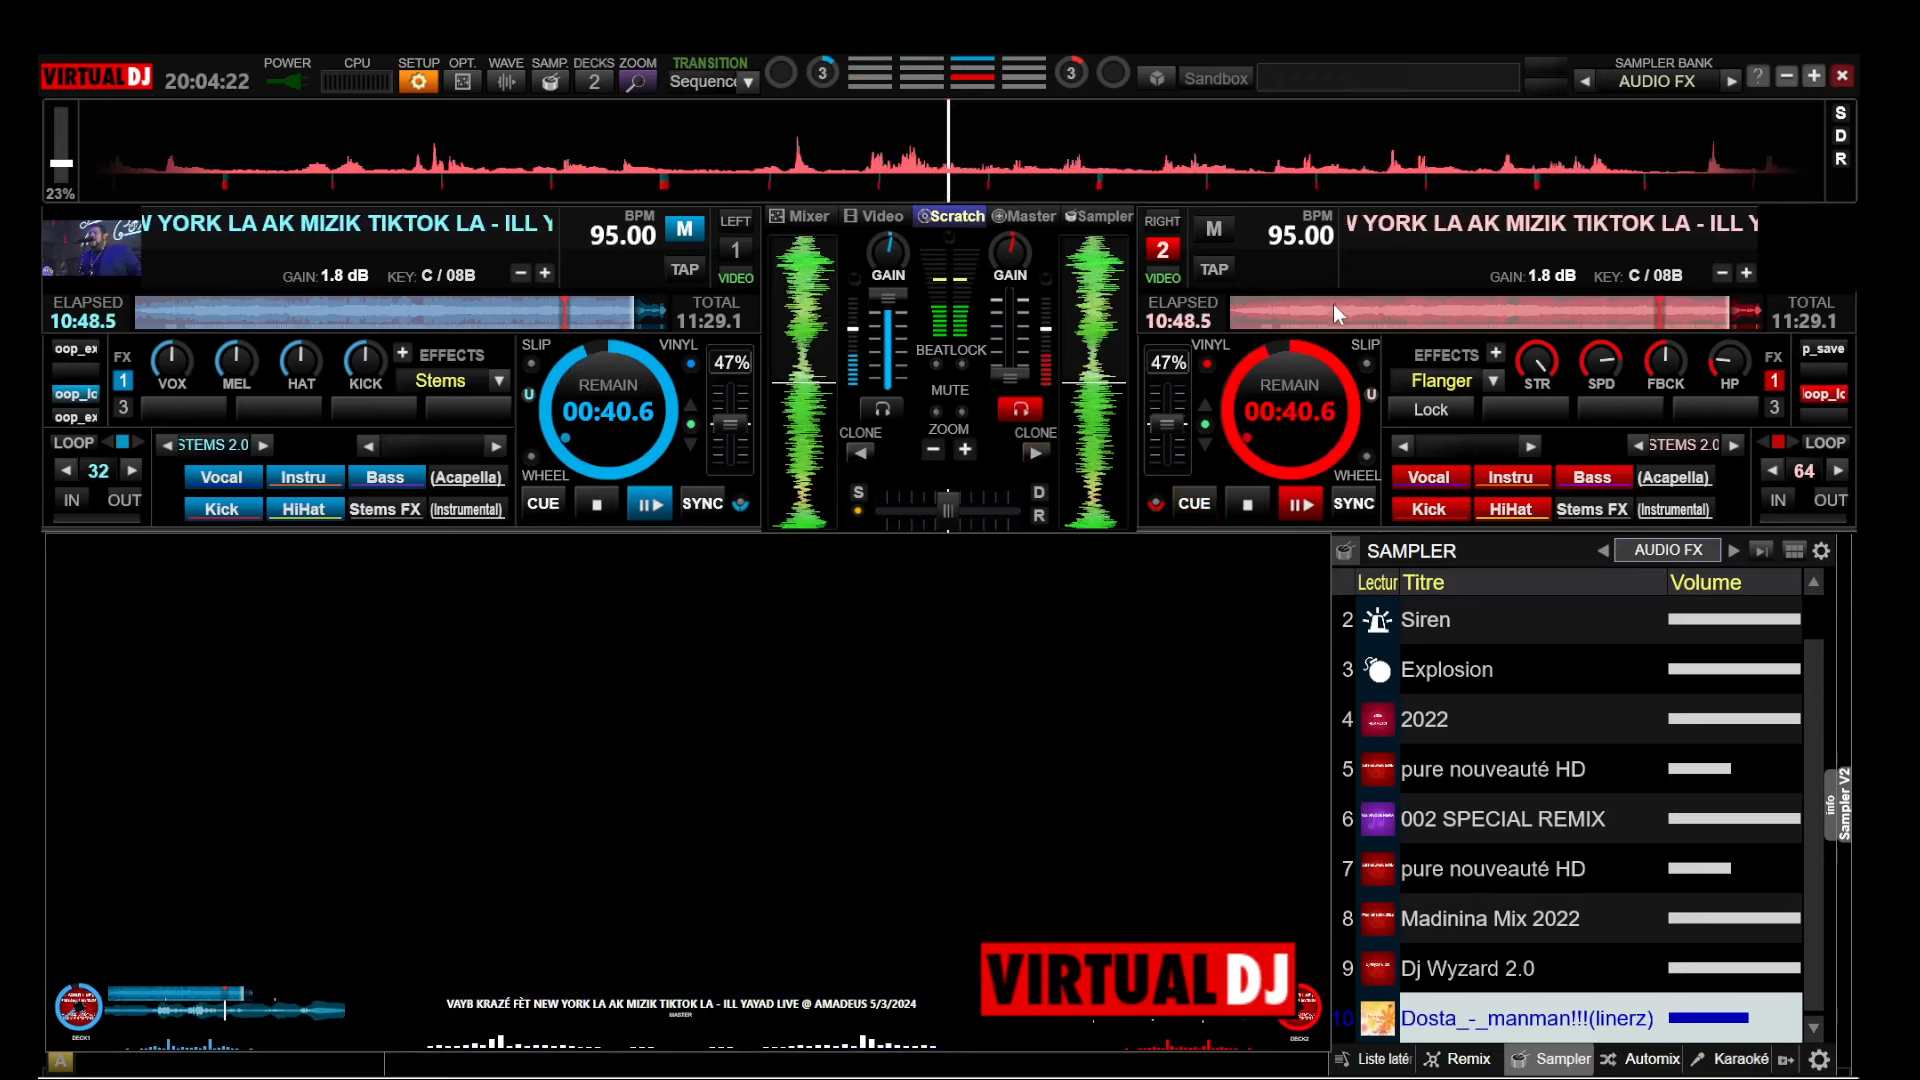 VIRTUAL DJ
20:04:22
POWER
CPU
SETUP
OPT.
WAVE
SAMP.
DECKS
2
ZOOM
TRANSITION
Sequence
3
3
Sandbox
SAMPLER BANK
AUDIO FX
?
S
D
R
23%
YORK LA AK MIZIK TIKTOK LA - ILL Y
BPM
95.00
M
LEFT
1
GAIN: 1.8 dB
KEY: C / 08B
TAP
VIDEO
ELAPSED
10:48.5
TOTAL
11:29.1
Mixer
Video
Scratch
Master
Sampler
GAIN
GAIN
BEATLOCK
MUTE
ZOOM
CLONE
CLONE
S
D
R
RIGHT
2
VIDEO
M
TAP
BPM
95.00
YORK LA AK MIZIK TIKTOK LA - ILL Y
GAIN: 1.8 dB
KEY: C / 08B
ELAPSED
10:48.5
TOTAL
11:29.1
oop_ex
oop_lc
oop_ex
FX
1
3
VOX
MEL
HAT
KICK
EFFECTS
Stems
SLIP
VINYL
U
REMAIN
00:40.6
47%
WHEEL
LOOP
32
IN
OUT
STEMS 2.0
Vocal
Instru
Bass
(Acapella)
Kick
HiHat
Stems FX
(Instrumental)
CUE
SYNC
47%
VINYL
SLIP
U
REMAIN
00:40.6
WHEEL
CUE
SYNC
EFFECTS
Flanger
Lock
STR
SPD
FBCK
HP
FX
1
3
p_save
oop_lc
STEMS 2.0
LOOP
64
IN
OUT
Vocal
Instru
Bass
(Acapella)
Kick
HiHat
Stems FX
(Instrumental)
SAMPLER
AUDIO FX
Lectur
Titre
Volume
2 Siren
3 Explosion
4 2022
5 pure nouveauté HD
6 002 SPECIAL REMIX
7 pure nouveauté HD
8 Madinina Mix 2022
9 Dj Wyzard 2.0
10 Dosta_-_manman!!!(linerz)
info
Sampler V2
Liste laté
Remix
Sampler
Automix
Karaoké
VAYB KRAZÉ FÈT NEW YORK LA AK MIZIK TIKTOK LA - ILL YAYAD LIVE @ AMADEUS 5/3/2024
MASTER
VIRTUAL DJ
DECK1
DECK2
A